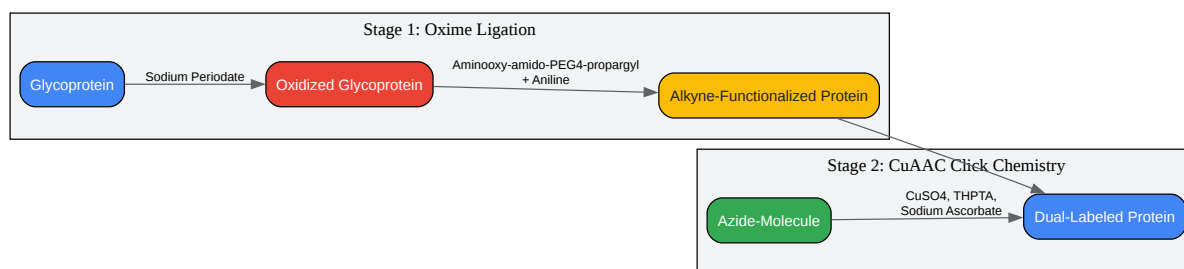 Stage 1: Oxime Ligation
Glycoprotein
Sodium Periodate
Oxidized Glycoprotein
Aminooxy-amido-PEG4-propargyl
+ Aniline
Alkyne-Functionalized Protein
Stage 2: CuAAC Click Chemistry
Azide-Molecule
CuSO4, THPTA,
Sodium Ascorbate
Dual-Labeled Protein